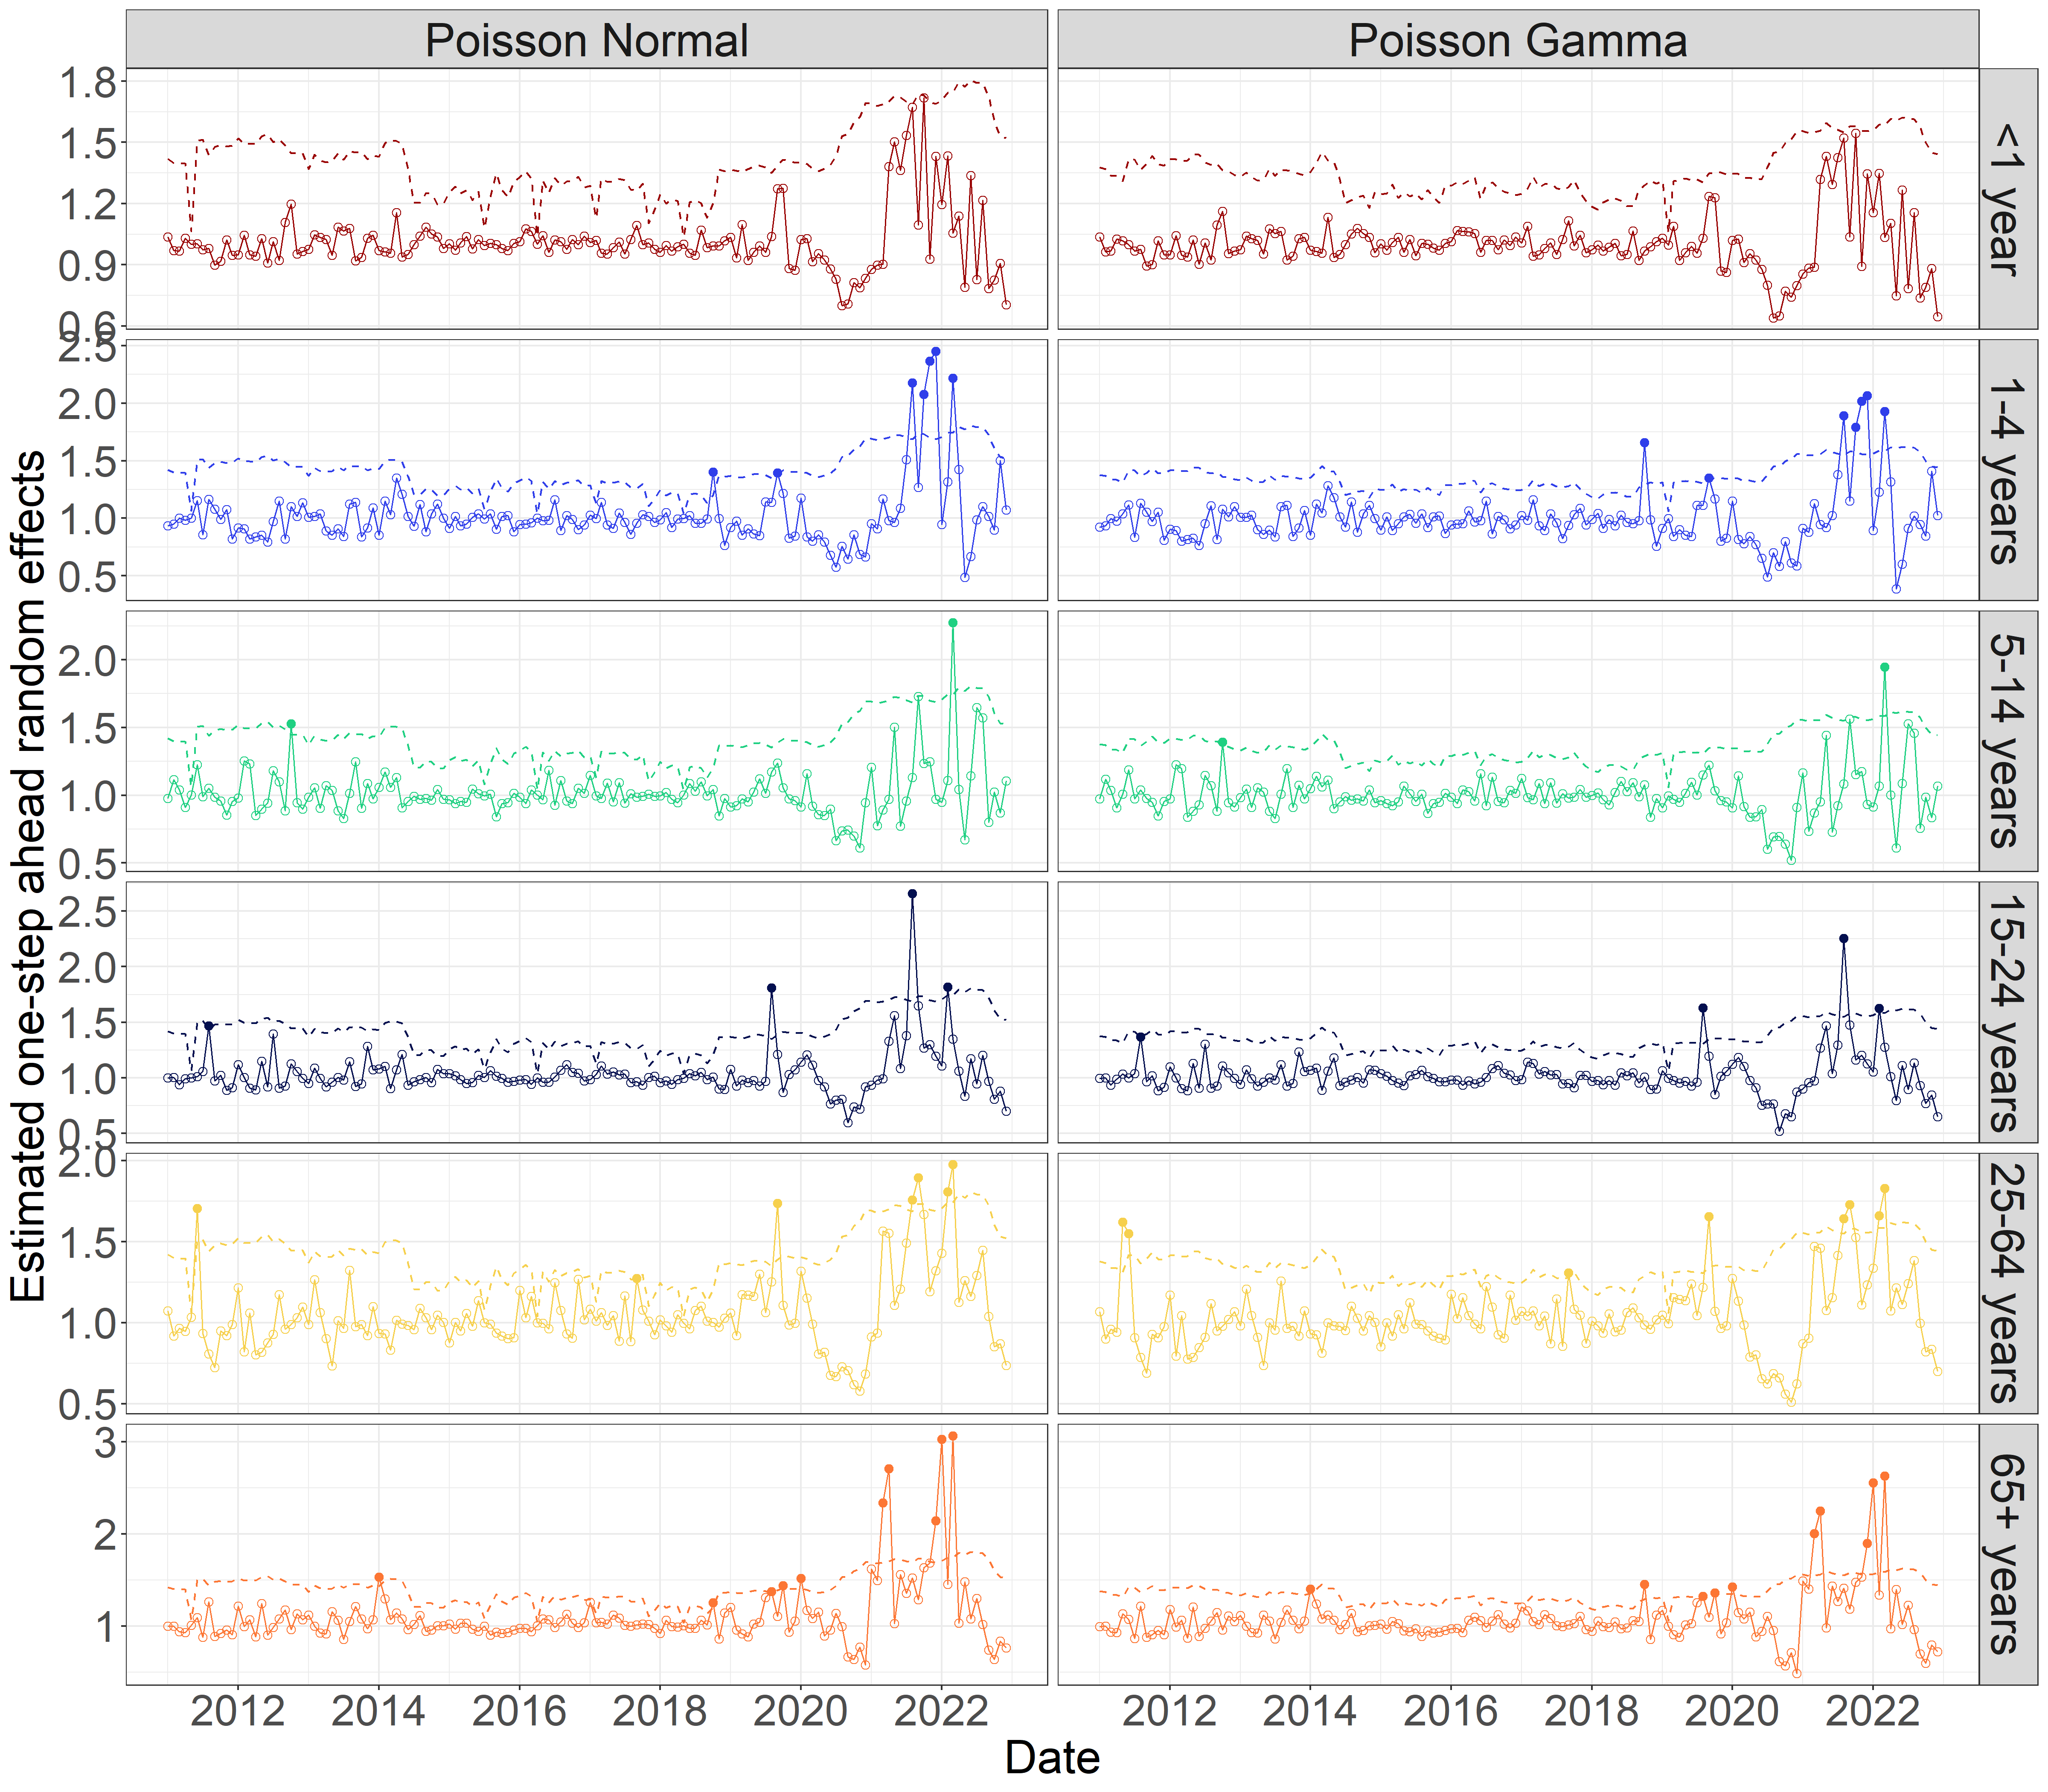 Poisson Normal
Poisson Gamma
1.8
1.5
1.2
0.9
0.6
<1 year
2.5
2.0
1.5
1.0
0.5
1-4 years
2.0
1.5
1.0
0.5
5-14 years
2.5
2.0
1.5
1.0
0.5
15-24 years
2.0
1.5
1.0
0.5
25-64 years
3
2
1
65+ years
Estimated one-step ahead random effects
2012 2014 2016 2018 2020 2022
2012 2014 2016 2018 2020 2022
Date